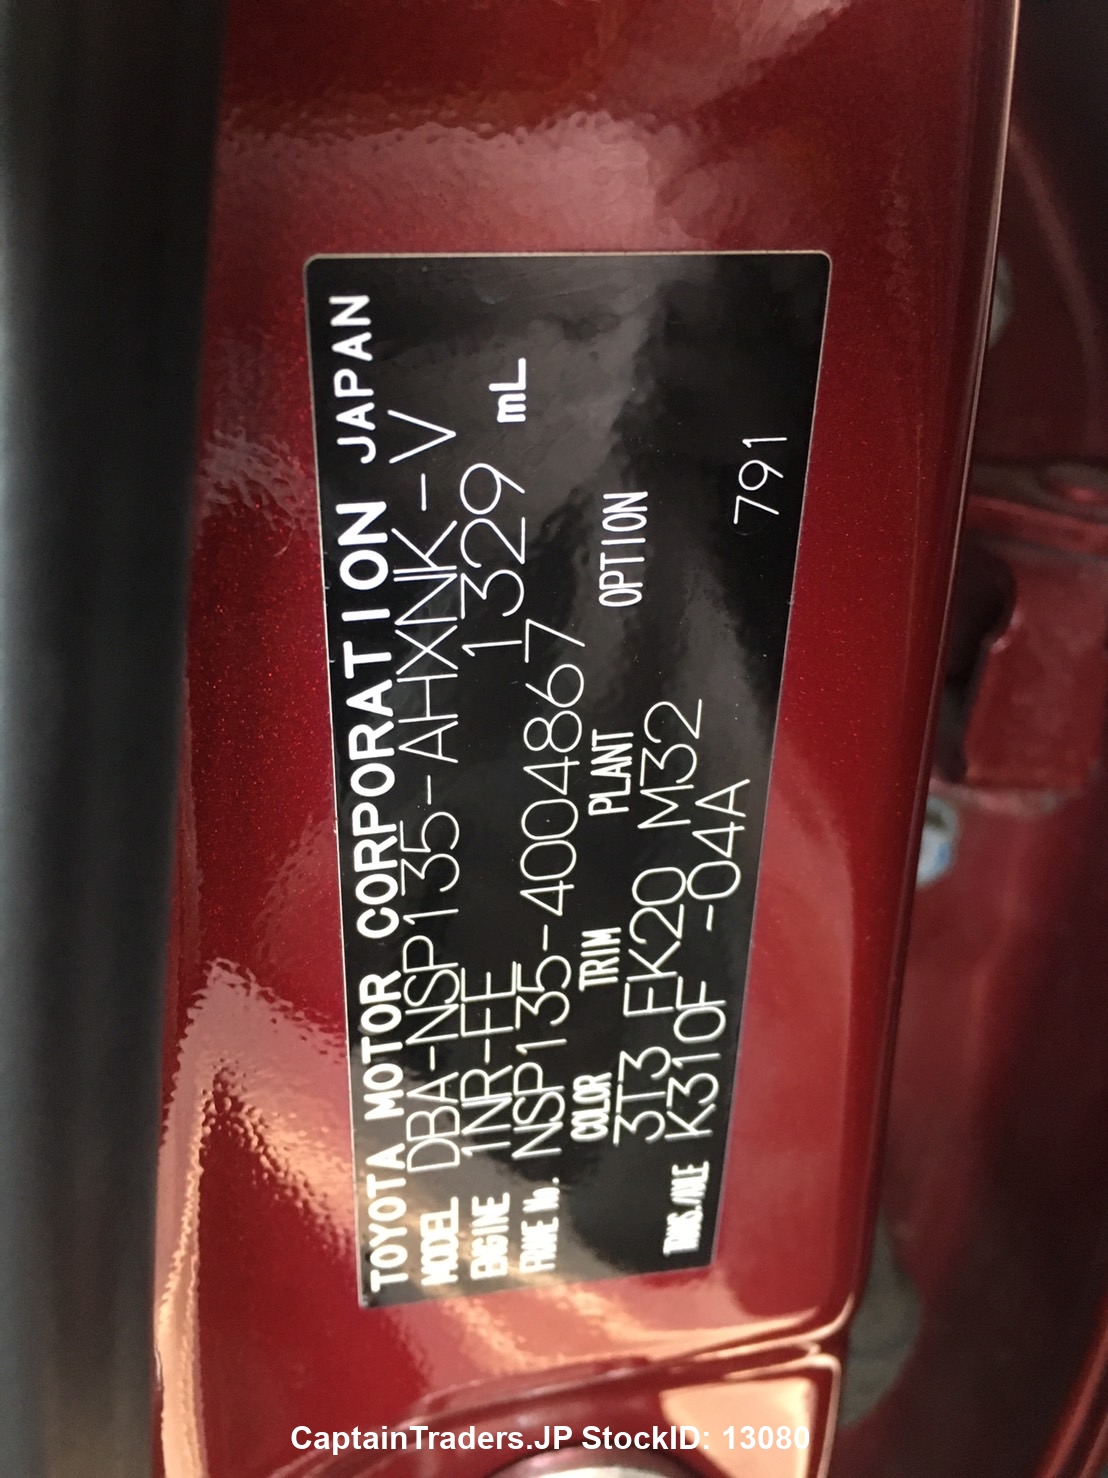 TOYOTA MOTOR CORPORATION JAPAN
MODEL DBA-NSP135-AHXNK-V
ENGINE 1NR-FE 1329 mL
FRAME No. NSP135-4004867
COLOR TRIM PLANT OPTION
3T3 FK20 M32
TRANS./AXLE K310F -04A 791
CaptainTraders.JP StockID: 13080